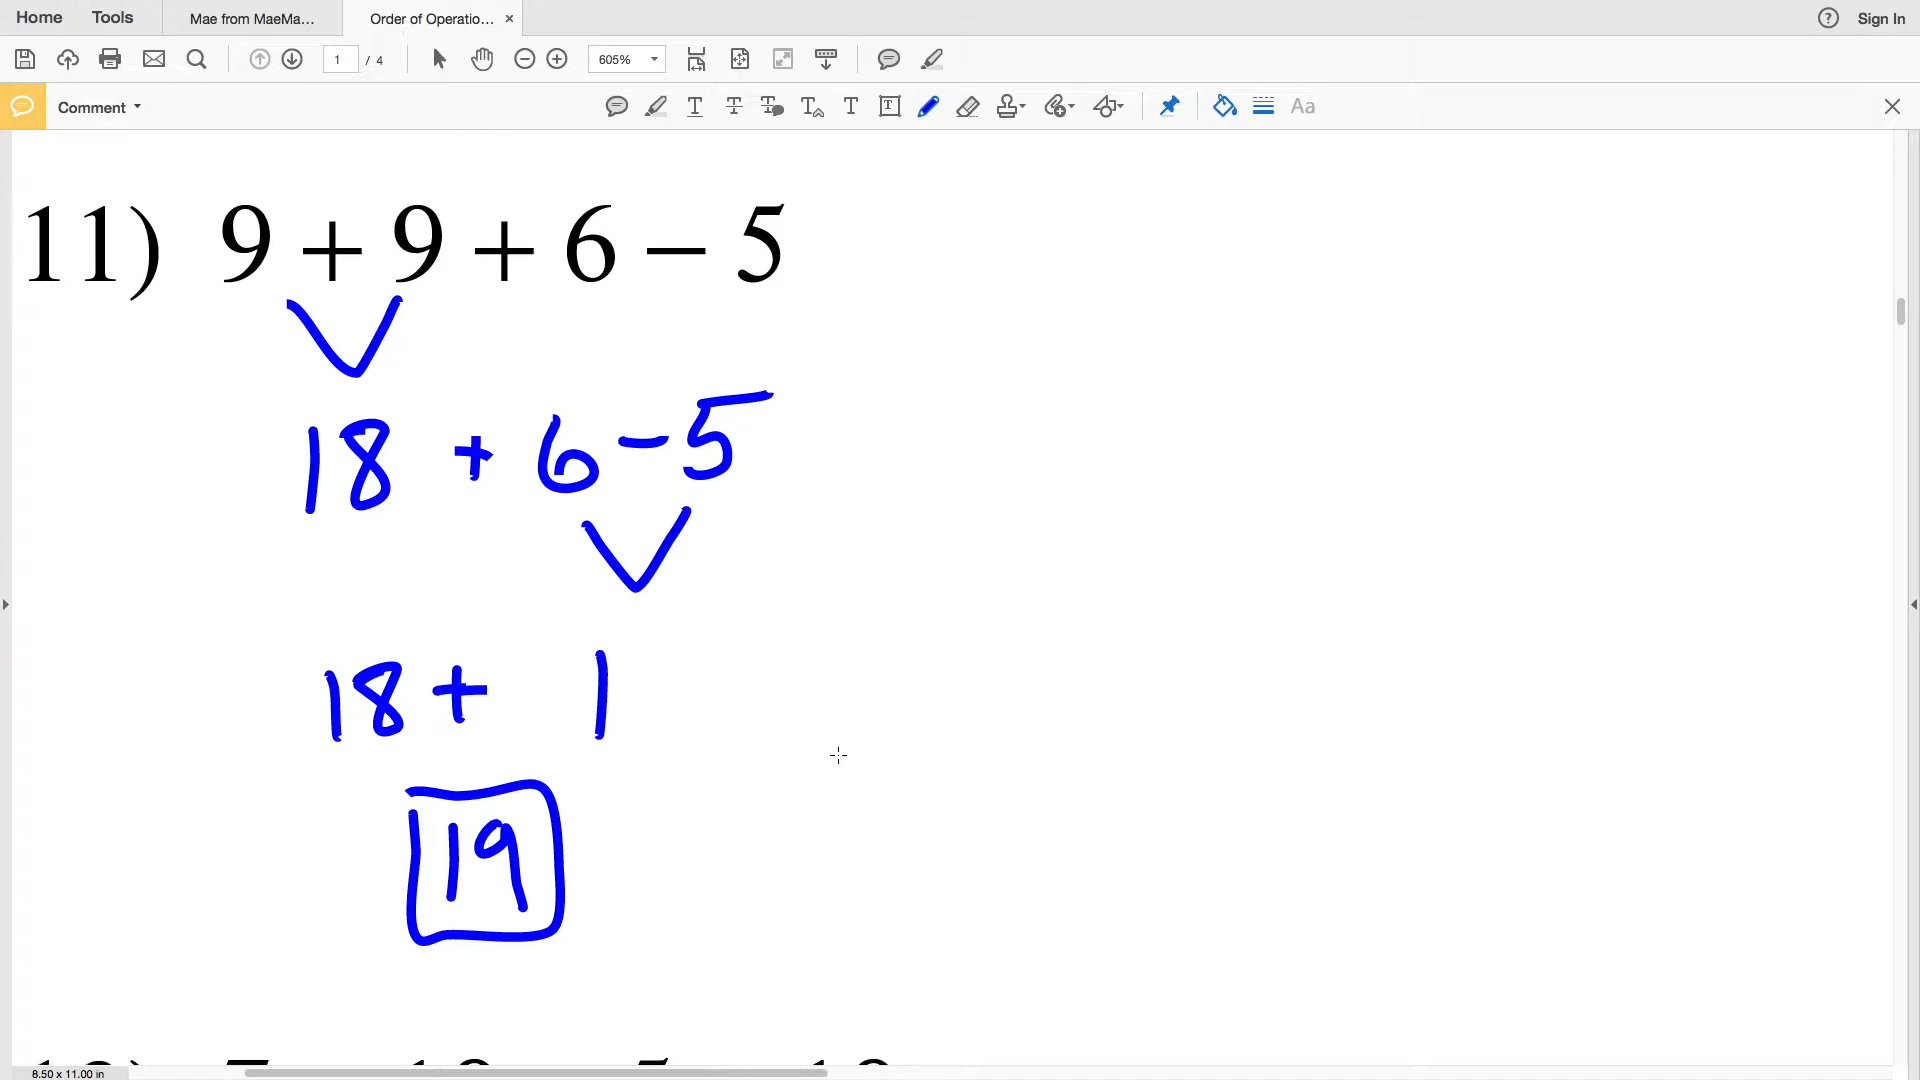 Home Tools Mae from MaeMa... Order of Operatio... × ? Sign In
1 / 4 605%
Comment T T T T T T Aa
11) 9 + 9 + 6 − 5
18 + 6 - 5
18 + 1
19
8.50 x 11.00 in